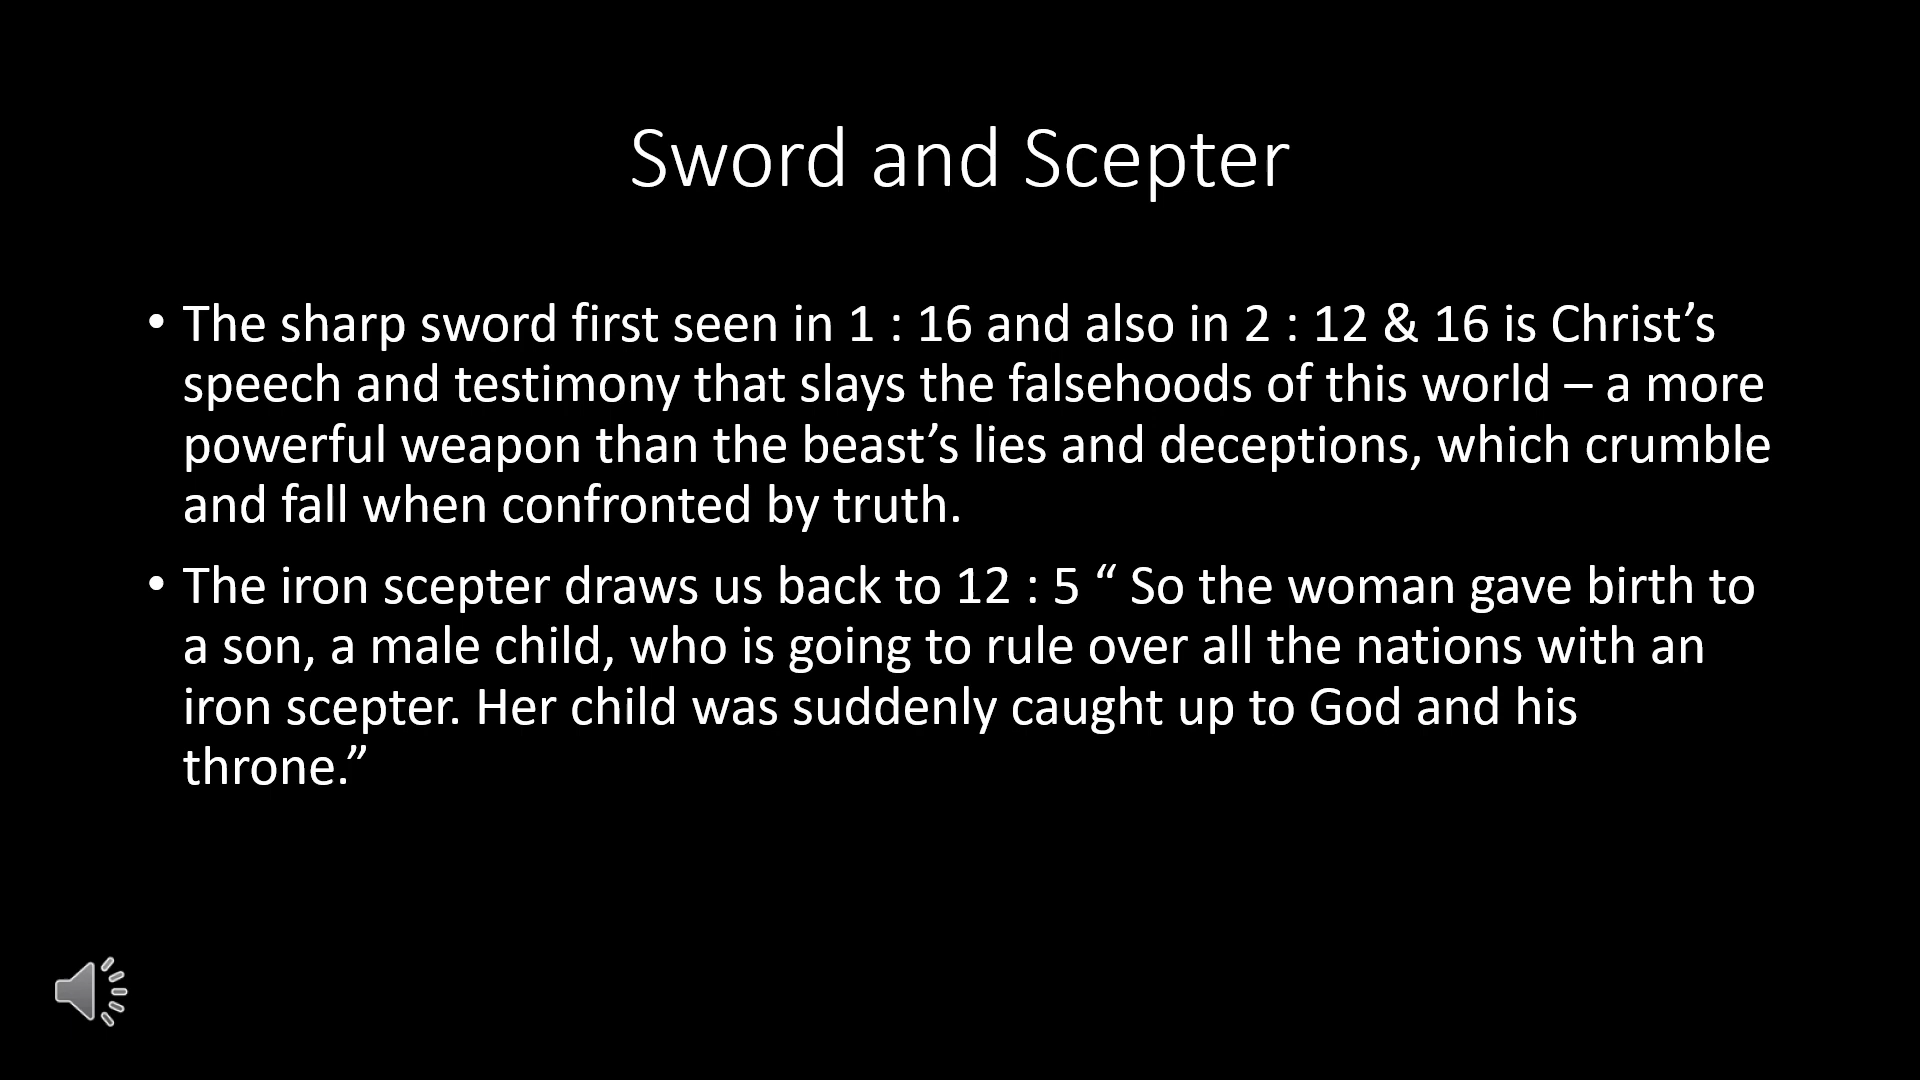 Sword and Scepter
• The sharp sword first seen in 1 : 16 and also in 2 : 12 & 16 is Christ’s
speech and testimony that slays the falsehoods of this world – a more
powerful weapon than the beast’s lies and deceptions, which crumble
and fall when confronted by truth.
• The iron scepter draws us back to 12 : 5 “ So the woman gave birth to
a son, a male child, who is going to rule over all the nations with an
iron scepter. Her child was suddenly caught up to God and his
throne.”